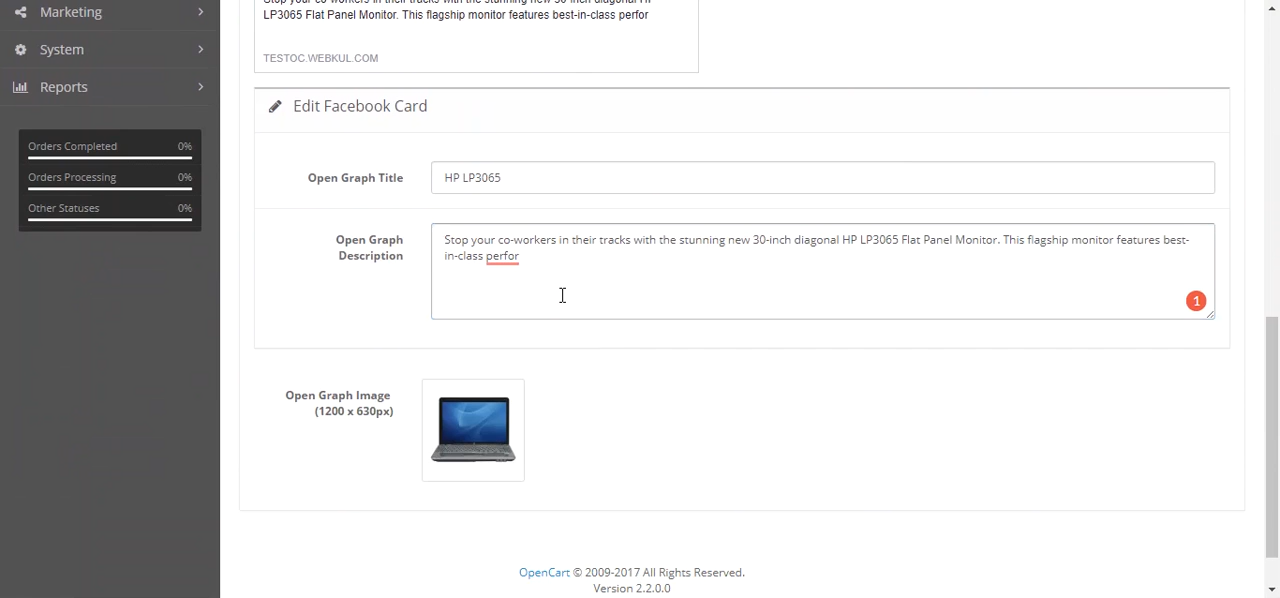 Marketing
System
Reports
Orders Completed 0%
Orders Processing 0%
Other Statuses 0%
Stop your co-workers in their tracks with the stunning new 30-inch diagonal HP
LP3065 Flat Panel Monitor. This flagship monitor features best-in-class perfor
TESTOC.WEBKUL.COM
Edit Facebook Card
Open Graph Title HP LP3065
Open Graph
Description
Stop your co-workers in their tracks with the stunning new 30-inch diagonal HP LP3065 Flat Panel Monitor. This flagship monitor features best-
in-class perfor
1
Open Graph Image
(1200 x 630px)
OpenCart © 2009-2017 All Rights Reserved.
Version 2.2.0.0